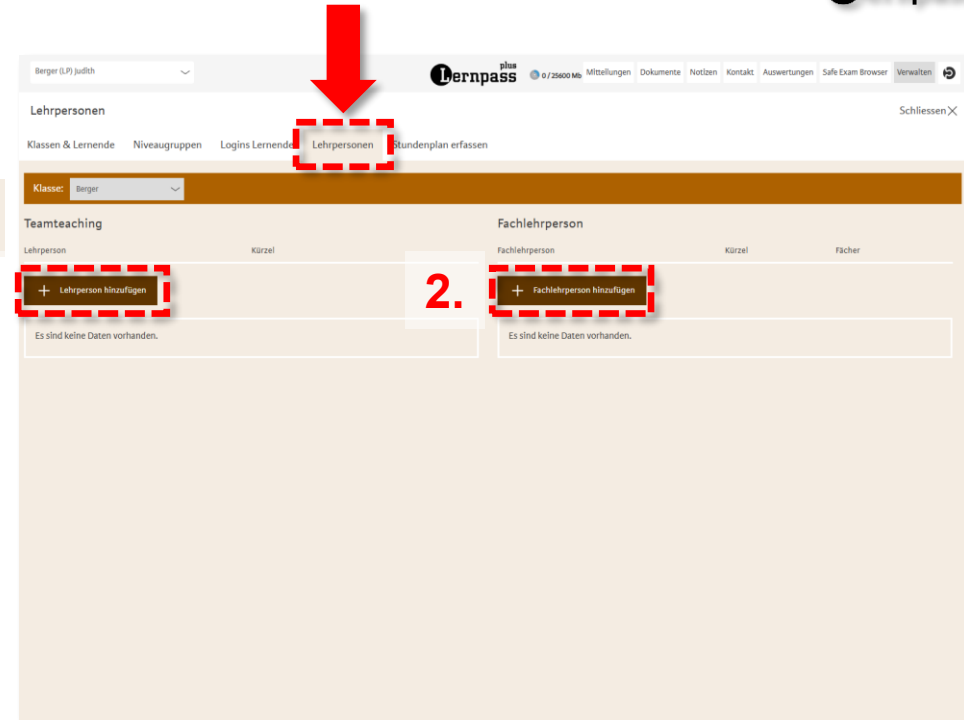 Berger (LP) Judith
Lernpass plus
0 / 25600 Mb
Mitteilungen Dokumente Notizen Kontakt Auswertungen Safe Exam Browser Verwalten
Lehrpersonen
Schliessen
Klassen & Lernende Niveaugruppen Logins Lernende Lehrpersonen Stundenplan erfassen
Klasse: Berger
Teamteaching
Fachlehrperson
Lehrperson Kürzel
Fachlehrperson Kürzel Fächer
+ Lehrperson hinzufügen
2.
+ Fachlehrperson hinzufügen
Es sind keine Daten vorhanden.
Es sind keine Daten vorhanden.